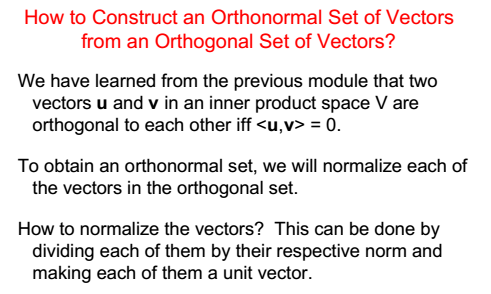 How to Construct an Orthonormal Set of Vectors
from an Orthogonal Set of Vectors?
We have learned from the previous module that two
vectors u and v in an inner product space V are
orthogonal to each other iff <u,v> = 0.
To obtain an orthonormal set, we will normalize each of
the vectors in the orthogonal set.
How to normalize the vectors?  This can be done by
dividing each of them by their respective norm and
making each of them a unit vector.